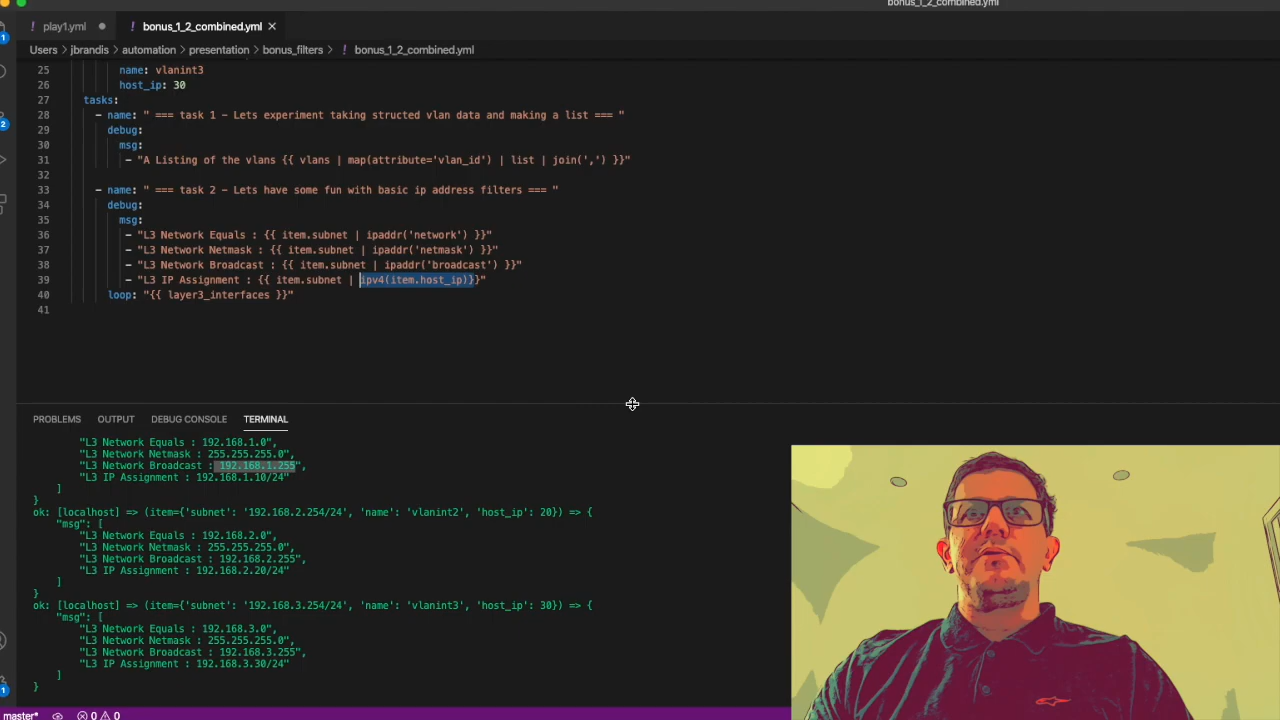 bonus_1_2_combined.yml
! play1.yml ●
! bonus_1_2_combined.yml ×
Users > jbrandis > automation > presentation > bonus_filters > ! bonus_1_2_combined.yml
25 name: vlanint3
26 host_ip: 30
27 tasks:
28 - name: " === task 1 - Lets experiment taking structed vlan data and making a list === "
29 debug:
30 msg:
31 - "A Listing of the vlans {{ vlans | map(attribute='vlan_id') | list | join(',') }}"
32
33 - name: " === task 2 - Lets have some fun with basic ip address filters === "
34 debug:
35 msg:
36 - "L3 Network Equals : {{ item.subnet | ipaddr('network') }}"
37 - "L3 Network Netmask : {{ item.subnet | ipaddr('netmask') }}"
38 - "L3 Network Broadcast : {{ item.subnet | ipaddr('broadcast') }}"
39 - "L3 IP Assignment : {{ item.subnet | ipv4(item.host_ip)}}"
40 loop: "{{ layer3_interfaces }}"
41
PROBLEMS OUTPUT DEBUG CONSOLE TERMINAL
"L3 Network Equals : 192.168.1.0",
"L3 Network Netmask : 255.255.255.0",
"L3 Network Broadcast : 192.168.1.255",
"L3 IP Assignment : 192.168.1.10/24"
]
}
ok: [localhost] => (item={'subnet': '192.168.2.254/24', 'name': 'vlanint2', 'host_ip': 20}) => {
"msg": [
"L3 Network Equals : 192.168.2.0",
"L3 Network Netmask : 255.255.255.0",
"L3 Network Broadcast : 192.168.2.255",
"L3 IP Assignment : 192.168.2.20/24"
]
}
ok: [localhost] => (item={'subnet': '192.168.3.254/24', 'name': 'vlanint3', 'host_ip': 30}) => {
"msg": [
"L3 Network Equals : 192.168.3.0",
"L3 Network Netmask : 255.255.255.0",
"L3 Network Broadcast : 192.168.3.255",
"L3 IP Assignment : 192.168.3.30/24"
]
}
1
2
1
master* 0 0